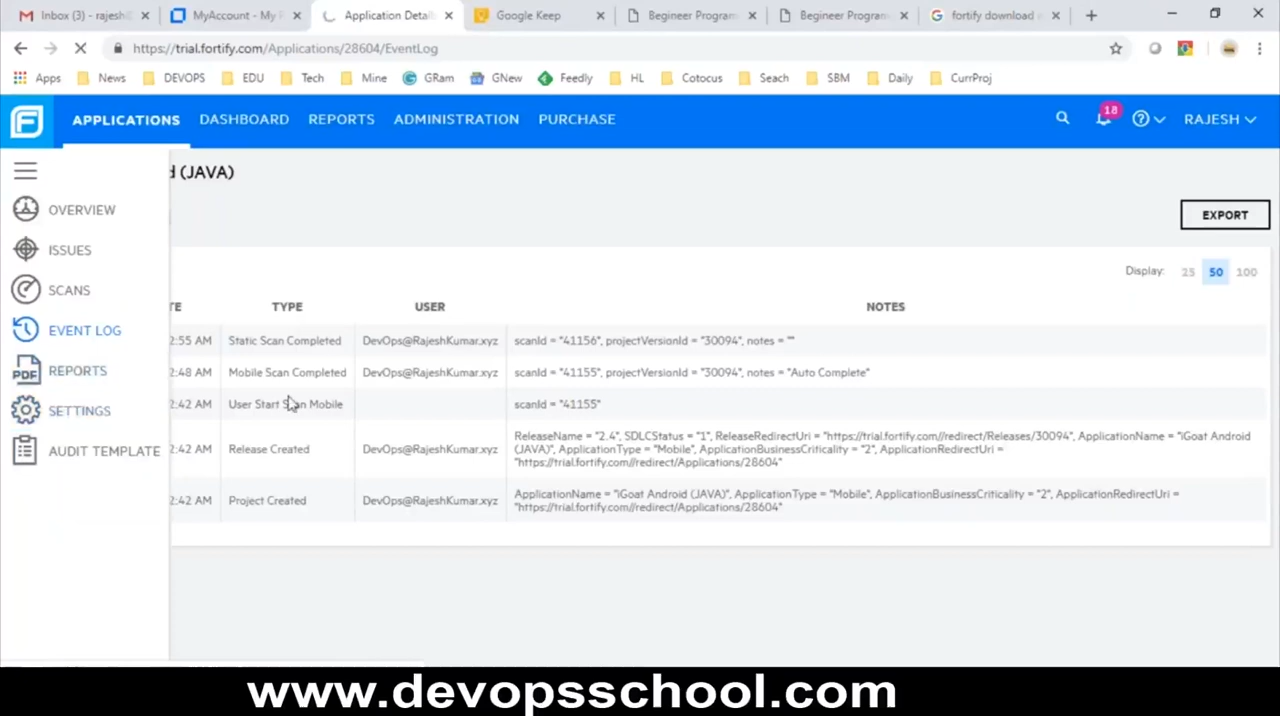 Inbox (3) - rajesh
MyAccount - My F
Application Detail
Google Keep
Begineer Program
Begineer Program
fortify download
https://trial.fortify.com/Applications/28604/EventLog
Apps
News
DEVOPS
EDU
Tech
Mine
GRam
GNew
Feedly
HL
Cotocus
Seach
SBM
Daily
CurrProj
APPLICATIONS
DASHBOARD
REPORTS
ADMINISTRATION
PURCHASE
18
RAJESH
d (JAVA)
OVERVIEW
EXPORT
ISSUES
Display: 25 50 100
SCANS
TE TYPE USER NOTES
EVENT LOG
2:55 AM Static Scan Completed DevOps@RajeshKumar.xyz scanId = "41156", projectVersionId = "30094", notes = ""
PDF REPORTS
2:48 AM Mobile Scan Completed DevOps@RajeshKumar.xyz scanId = "41155", projectVersionId = "30094", notes = "Auto Complete"
SETTINGS
2:42 AM User Start Scan Mobile scanId = "41155"
AUDIT TEMPLATE
2:42 AM Release Created DevOps@RajeshKumar.xyz ReleaseName = "2.4", SDLCStatus = "1", ReleaseRedirectUri = "https://trial.fortify.com//redirect/Releases/30094", ApplicationName = "iGoat Android
(JAVA)", ApplicationType = "Mobile", ApplicationBusinessCriticality = "2", ApplicationRedirectUri =
"https://trial.fortify.com//redirect/Applications/28604"
2:42 AM Project Created DevOps@RajeshKumar.xyz ApplicationName = "iGoat Android (JAVA)", ApplicationType = "Mobile", ApplicationBusinessCriticality = "2", ApplicationRedirectUri =
"https://trial.fortify.com//redirect/Applications/28604"
www.devopsschool.com